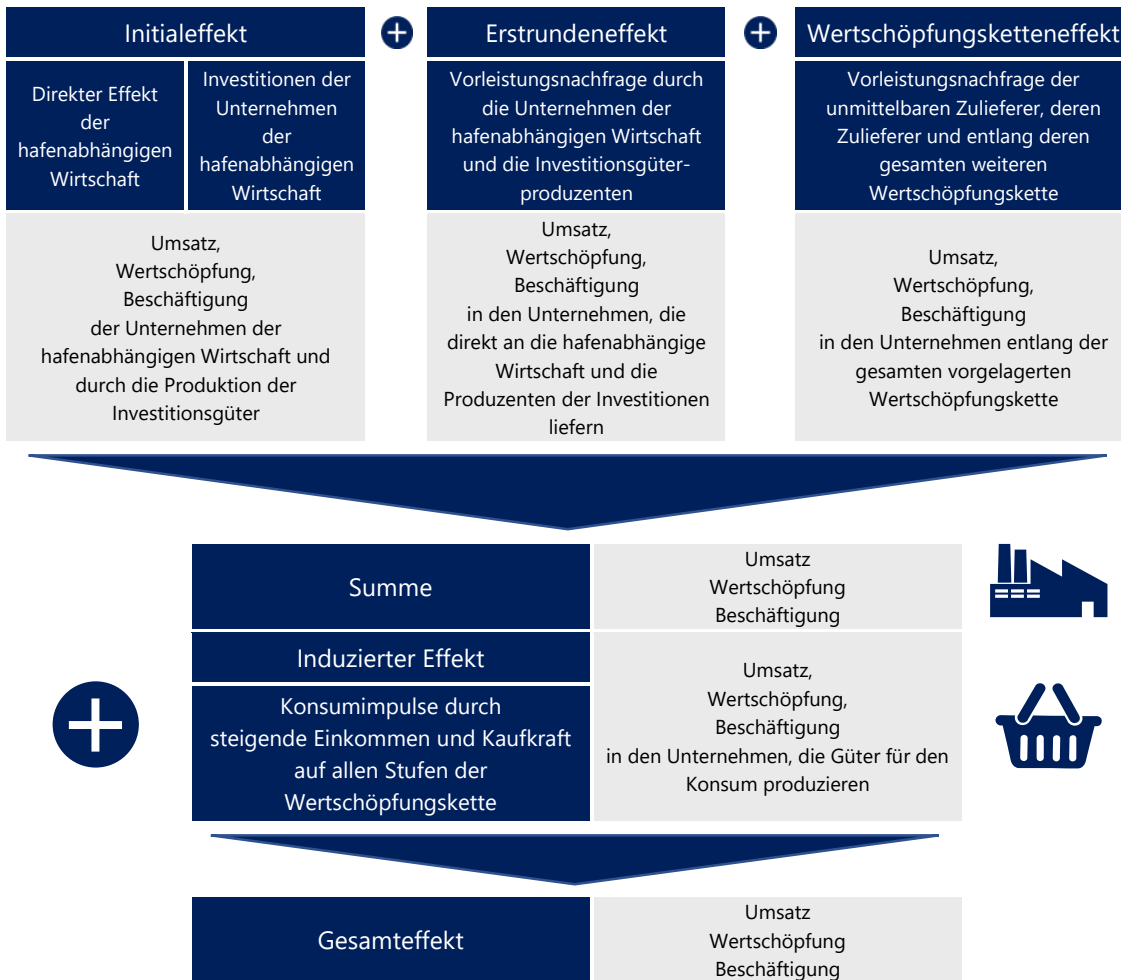 Initialeffekt
Direkter Effekt
der
hafenabhängigen
Wirtschaft
Investitionen der
Unternehmen
der
hafenabhängigen
Wirtschaft
Umsatz,
Wertschöpfung,
Beschäftigung
der Unternehmen der
hafenabhängigen Wirtschaft und
durch die Produktion der
Investitionsgüter
Erstrundeneffekt
Vorleistungsnachfrage durch
die Unternehmen der
hafenabhängigen Wirtschaft
und die Investitionsgüter-
produzenten
Umsatz,
Wertschöpfung,
Beschäftigung
in den Unternehmen, die
direkt an die hafenabhängige
Wirtschaft und die
Produzenten der Investitionen
liefern
Wertschöpfungsketteneffekt
Vorleistungsnachfrage der
unmittelbaren Zulieferer, deren
Zulieferer und entlang deren
gesamten weiteren
Wertschöpfungskette
Umsatz,
Wertschöpfung,
Beschäftigung
in den Unternehmen entlang der
gesamten vorgelagerten
Wertschöpfungskette
Summe
Umsatz
Wertschöpfung
Beschäftigung
Induzierter Effekt
Konsumimpulse durch
steigende Einkommen und Kaufkraft
auf allen Stufen der
Wertschöpfungskette
Umsatz,
Wertschöpfung,
Beschäftigung
in den Unternehmen, die Güter für den
Konsum produzieren
Gesamteffekt
Umsatz
Wertschöpfung
Beschäftigung